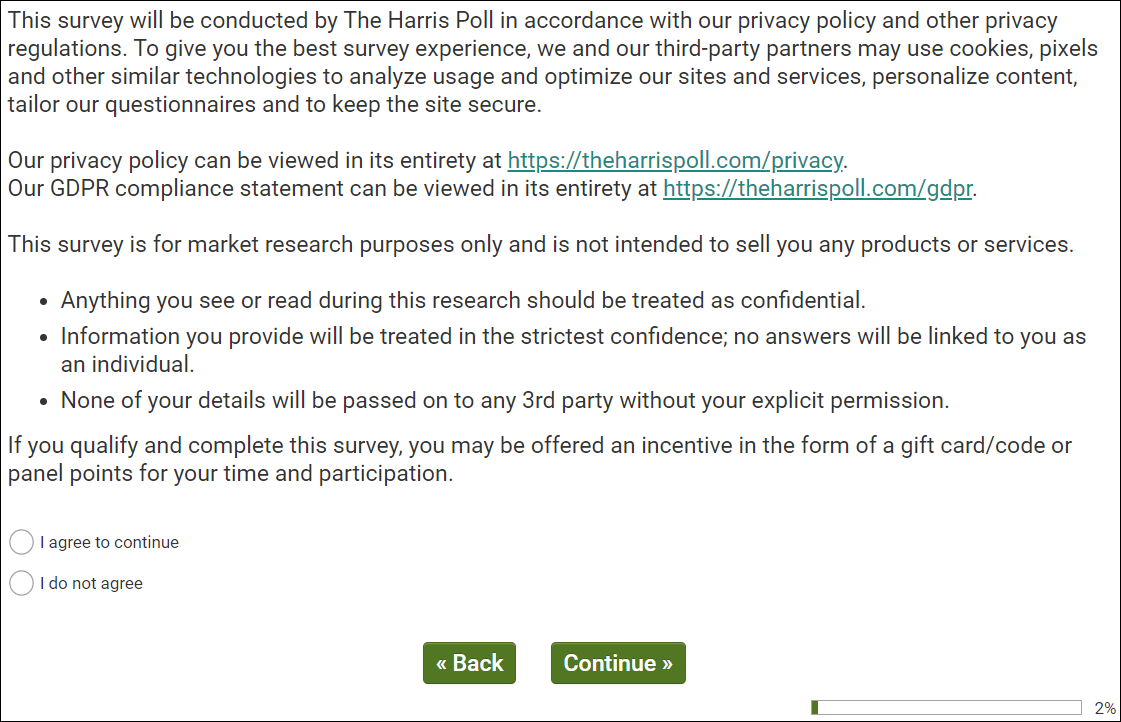 This survey will be conducted by The Harris Poll in accordance with our privacy policy and other privacy
regulations. To give you the best survey experience, we and our third-party partners may use cookies, pixels
and other similar technologies to analyze usage and optimize our sites and services, personalize content,
tailor our questionnaires and to keep the site secure.
Our privacy policy can be viewed in its entirety at https://theharrispoll.com/privacy.
Our GDPR compliance statement can be viewed in its entirety at https://theharrispoll.com/gdpr.
This survey is for market research purposes only and is not intended to sell you any products or services.
• Anything you see or read during this research should be treated as confidential.
• Information you provide will be treated in the strictest confidence; no answers will be linked to you as
an individual.
• None of your details will be passed on to any 3rd party without your explicit permission.
If you qualify and complete this survey, you may be offered an incentive in the form of a gift card/code or
panel points for your time and participation.
I agree to continue
I do not agree
« Back
Continue »
2%